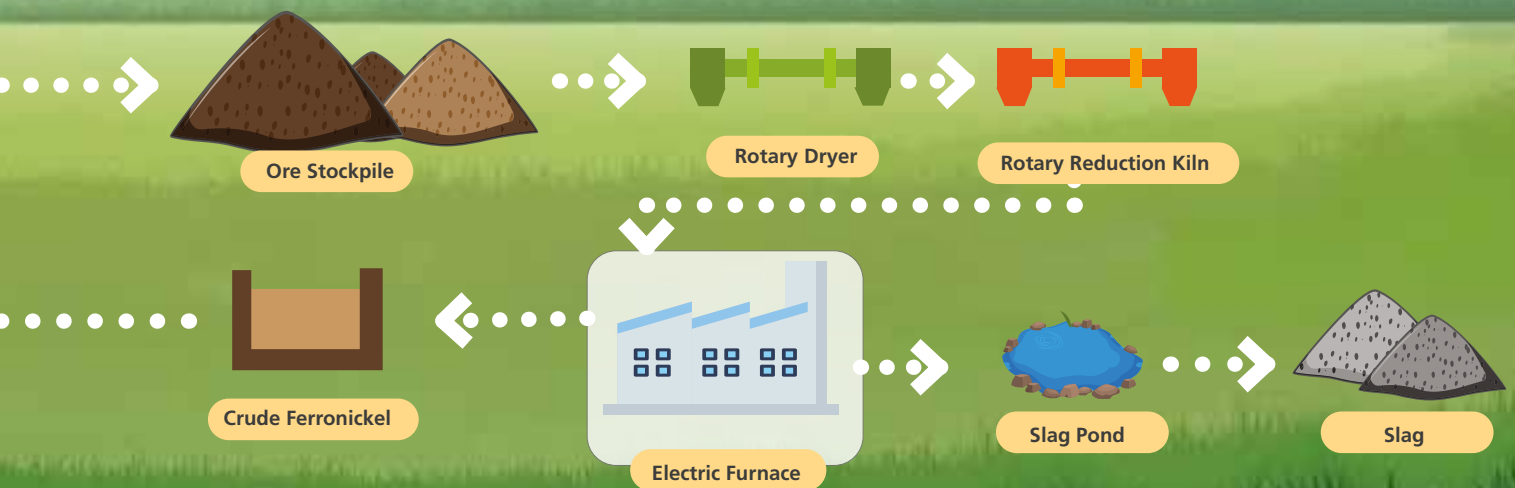 Ore Stockpile
Rotary Dryer
Rotary Reduction Kiln
Crude Ferronickel
Electric Furnace
Slag Pond
Slag